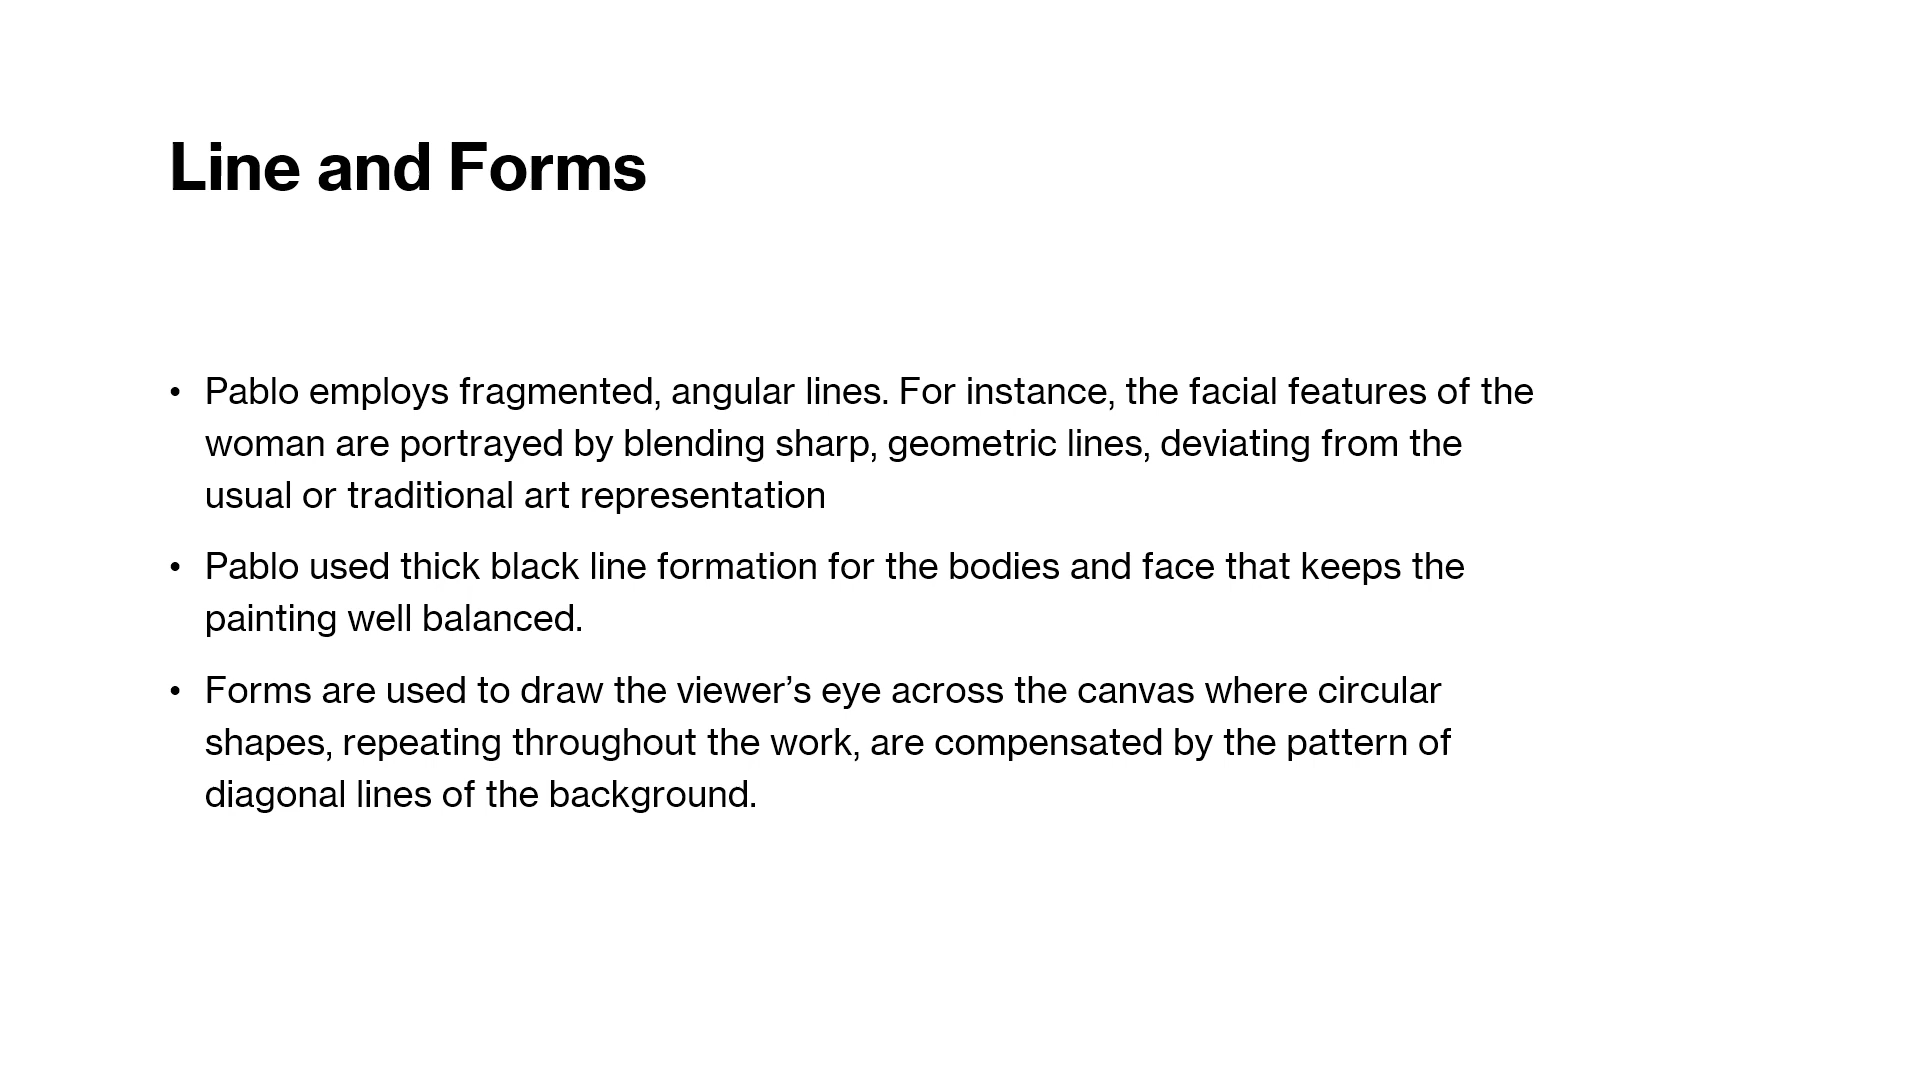 Line and Forms
• Pablo employs fragmented, angular lines. For instance, the facial features of the
woman are portrayed by blending sharp, geometric lines, deviating from the
usual or traditional art representation
• Pablo used thick black line formation for the bodies and face that keeps the
painting well balanced.
• Forms are used to draw the viewer’s eye across the canvas where circular
shapes, repeating throughout the work, are compensated by the pattern of
diagonal lines of the background.